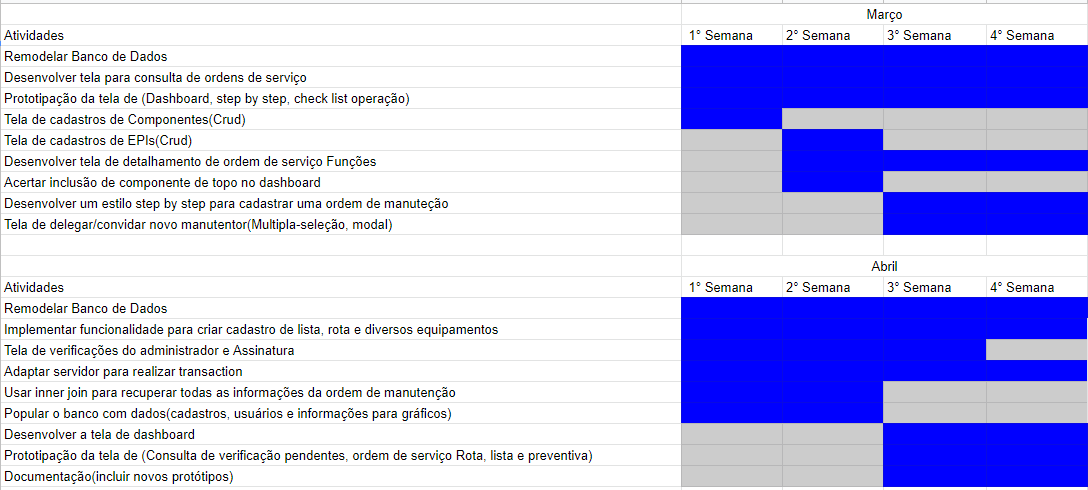 Março
Atividades 1° Semana 2° Semana 3° Semana 4° Semana
Remodelar Banco de Dados
Desenvolver tela para consulta de ordens de serviço
Prototipação da tela de (Dashboard, step by step, check list operação)
Tela de cadastros de Componentes(Crud)
Tela de cadastros de EPIs(Crud)
Desenvolver tela de detalhamento de ordem de serviço Funções
Acertar inclusão de componente de topo no dashboard
Desenvolver um estilo step by step para cadastrar uma ordem de manuteção
Tela de delegar/convidar novo manutentor(Multipla-seleção, modal)
Abril
Atividades 1° Semana 2° Semana 3° Semana 4° Semana
Remodelar Banco de Dados
Implementar funcionalidade para criar cadastro de lista, rota e diversos equipamentos
Tela de verificações do administrador e Assinatura
Adaptar servidor para realizar transaction
Usar inner join para recuperar todas as informações da ordem de manutenção
Popular o banco com dados(cadastros, usuários e informações para gráficos)
Desenvolver a tela de dashboard
Prototipação da tela de (Consulta de verificação pendentes, ordem de serviço Rota, lista e preventiva)
Documentação(incluir novos protótipos)